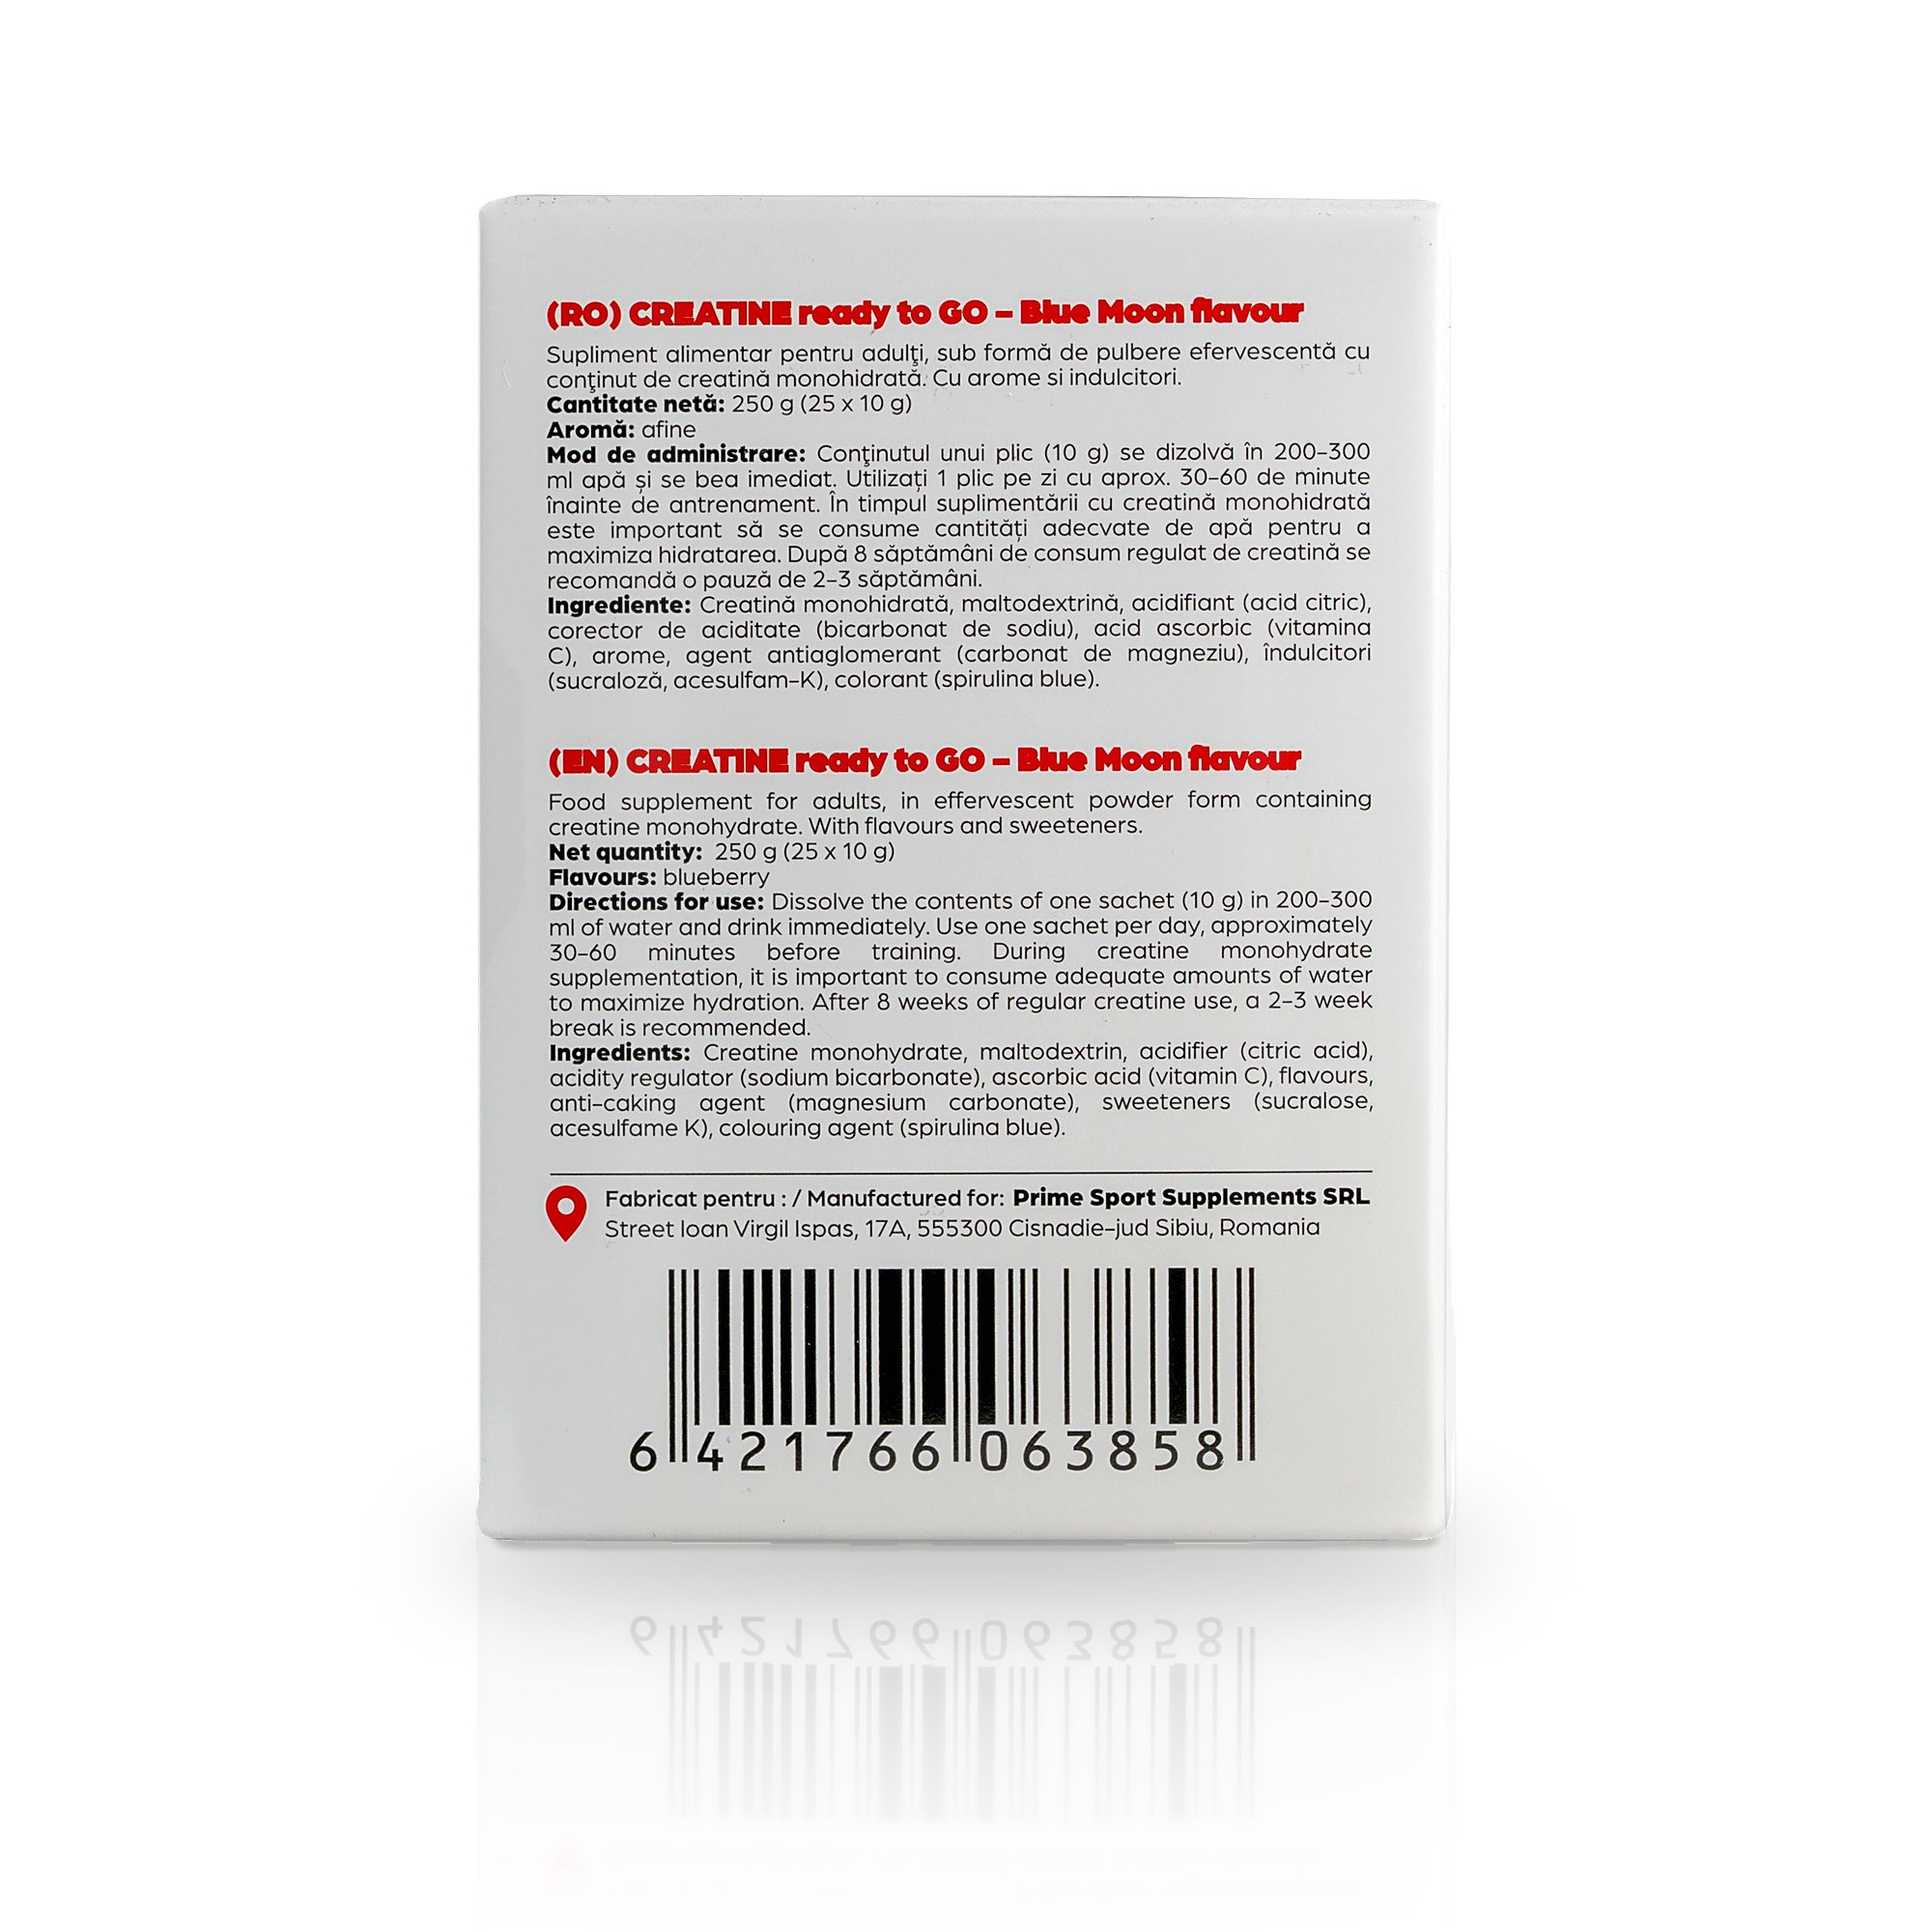 (RO) CREATINE ready to GO – Blue Moon flavour
Supliment alimentar pentru adulţi, sub formă de pulbere efervescentă cu
conţinut de creatină monohidrată. Cu arome si indulcitori.
Cantitate netă: 250 g (25 x 10 g)
Aromă: afine
Mod de administrare: Conţinutul unui plic (10 g) se dizolvă în 200–300
ml apă și se bea imediat. Utilizați 1 plic pe zi cu aprox. 30-60 de minute
înainte de antrenament. În timpul suplimentării cu creatină monohidrată
este important să se consume cantități adecvate de apă pentru a
maximiza hidratarea. După 8 săptămâni de consum regulat de creatină se
recomandă o pauză de 2-3 săptămâni.
Ingrediente: Creatină monohidrată, maltodextrină, acidifiant (acid citric),
corector de aciditate (bicarbonat de sodiu), acid ascorbic (vitamina
C), arome, agent antiaglomerant (carbonat de magneziu), îndulcitori
(sucraloză, acesulfam-K), colorant (spirulina blue).
(EN) CREATINE ready to GO – Blue Moon flavour
Food supplement for adults, in effervescent powder form containing
creatine monohydrate. With flavours and sweeteners.
Net quantity: 250 g (25 x 10 g)
Flavours: blueberry
Directions for use: Dissolve the contents of one sachet (10 g) in 200–300
ml of water and drink immediately. Use one sachet per day, approximately
30-60 minutes before training. During creatine monohydrate
supplementation, it is important to consume adequate amounts of water
to maximize hydration. After 8 weeks of regular creatine use, a 2-3 week
break is recommended.
Ingredients: Creatine monohydrate, maltodextrin, acidifier (citric acid),
acidity regulator (sodium bicarbonate), ascorbic acid (vitamin C), flavours,
anti-caking agent (magnesium carbonate), sweeteners (sucralose,
acesulfame K), colouring agent (spirulina blue).
Fabricat pentru : / Manufactured for: Prime Sport Supplements SRL
Street Ioan Virgil Ispas, 17A, 555300 Cisnadie-jud Sibiu, Romania
6 421766 063858